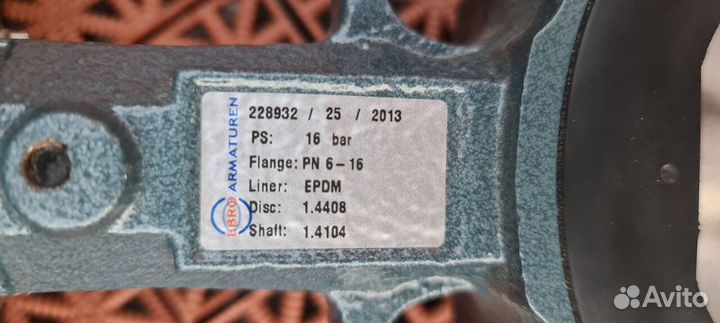 228932 / 25 / 2013
PS: 16 bar
Flange: PN 6-16
Liner: EPDM
Disc: 1.4408
Shaft: 1.4104
EBRO ARMATUREN
Avito